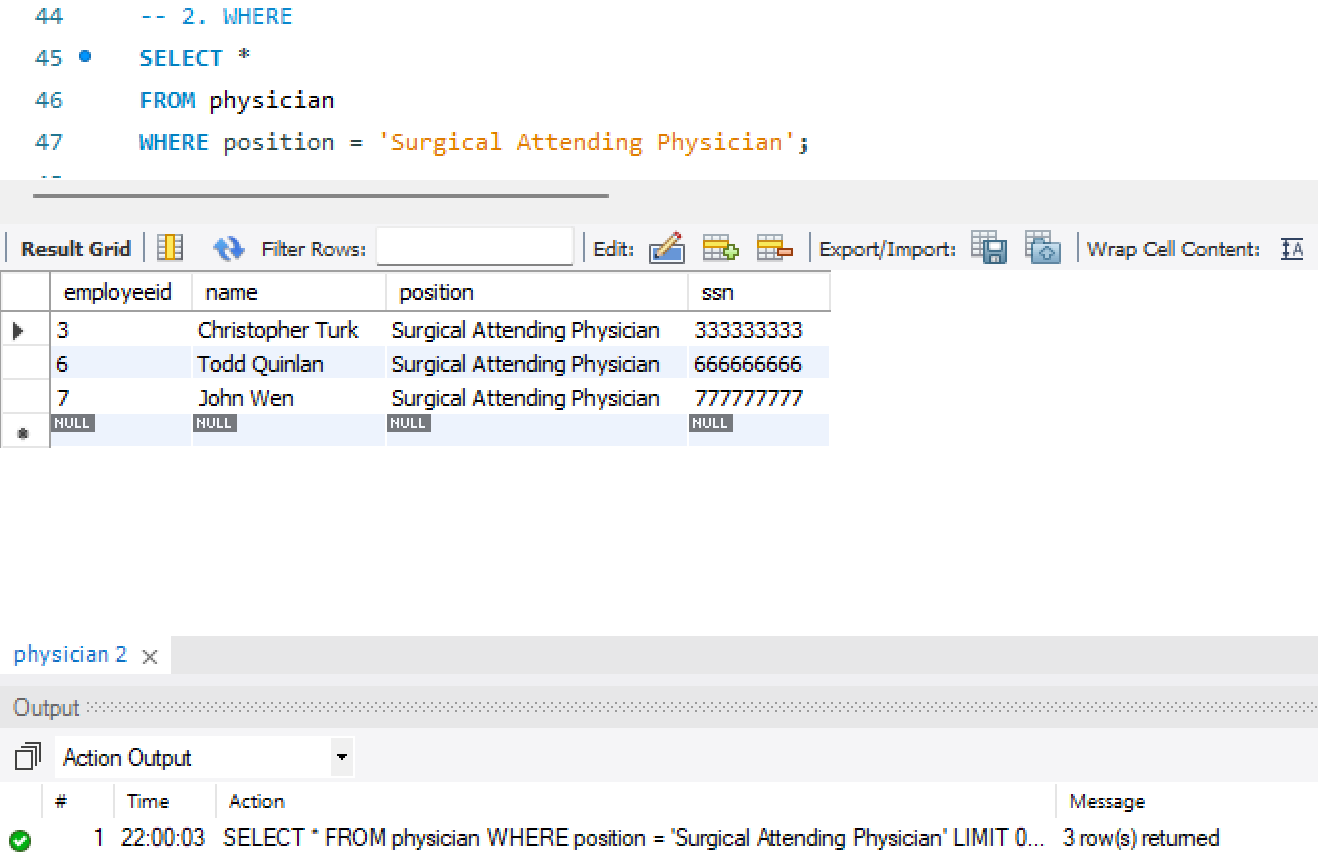 44 -- 2. WHERE
45 SELECT *
46 FROM physician
47 WHERE position = 'Surgical Attending Physician';
Result Grid Filter Rows: Edit: Export/Import: Wrap Cell Content: IA
employeeid name position ssn
3 Christopher Turk Surgical Attending Physician 333333333
6 Todd Quinlan Surgical Attending Physician 666666666
7 John Wen Surgical Attending Physician 777777777
NULL NULL NULL NULL
physician 2
Output
Action Output
# Time Action Message
1 22:00:03 SELECT * FROM physician WHERE position = 'Surgical Attending Physician' LIMIT 0... 3 row(s) returned